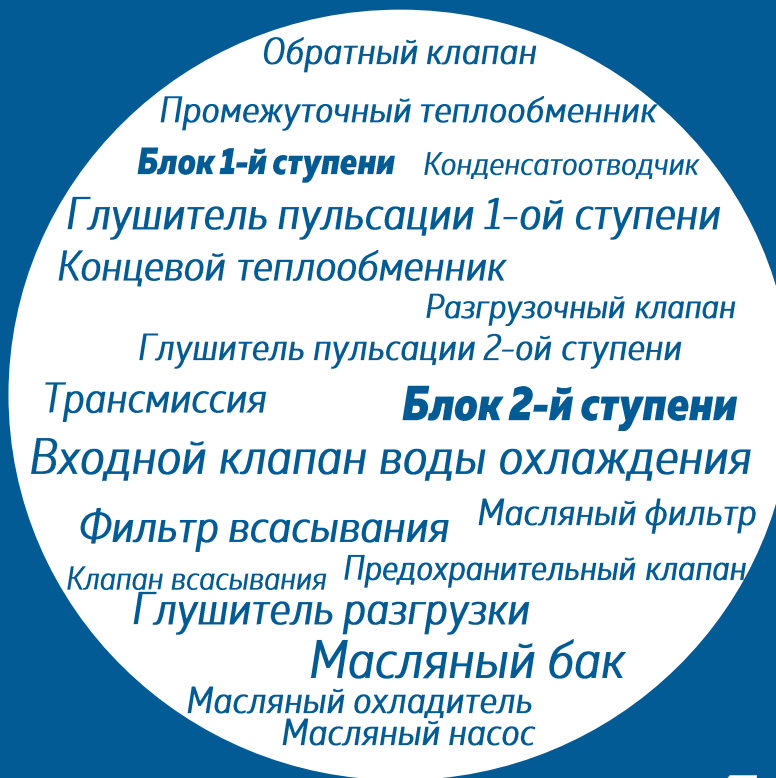 Обратный клапан
Промежуточный теплообменник
Блок 1-й ступени Конденсатоотводчик
Глушитель пульсации 1-ой ступени
Концевой теплообменник
Разгрузочный клапан
Глушитель пульсации 2-ой ступени
Трансмиссия Блок 2-й ступени
Входной клапан воды охлаждения
Фильтр всасывания Масляный фильтр
Клапан всасывания Предохранительный клапан
Глушитель разгрузки
Масляный бак
Масляный охладитель
Масляный насос